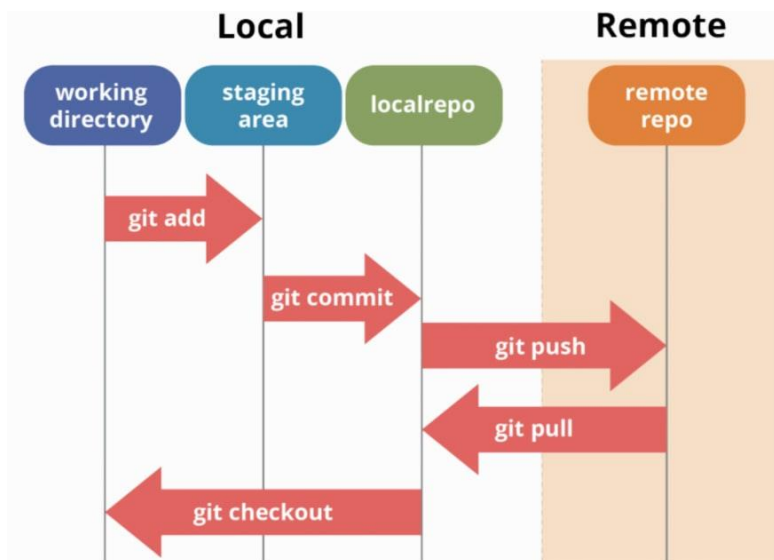 Local
Remote
working
directory
staging
area
localrepo
remote
repo
git add
git commit
git push
git pull
git checkout